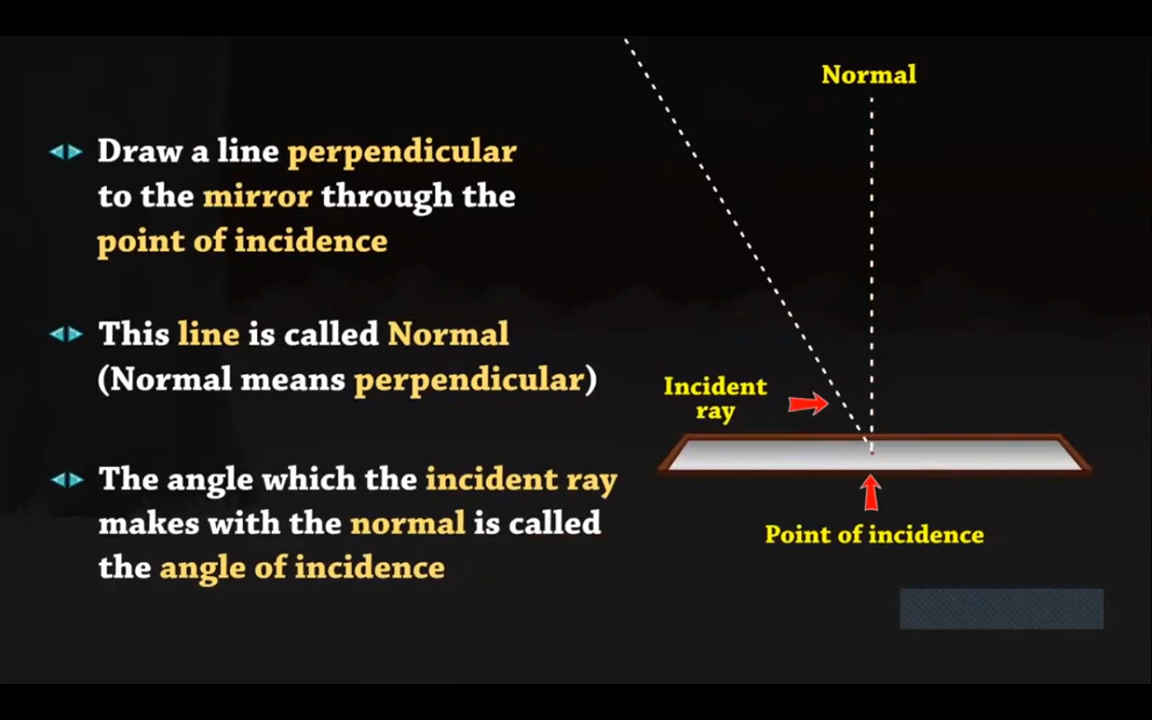 Draw a line perpendicular
to the mirror through the
point of incidence
This line is called Normal
(Normal means perpendicular)
The angle which the incident ray
makes with the normal is called
the angle of incidence
Normal
Incident
ray
Point of incidence